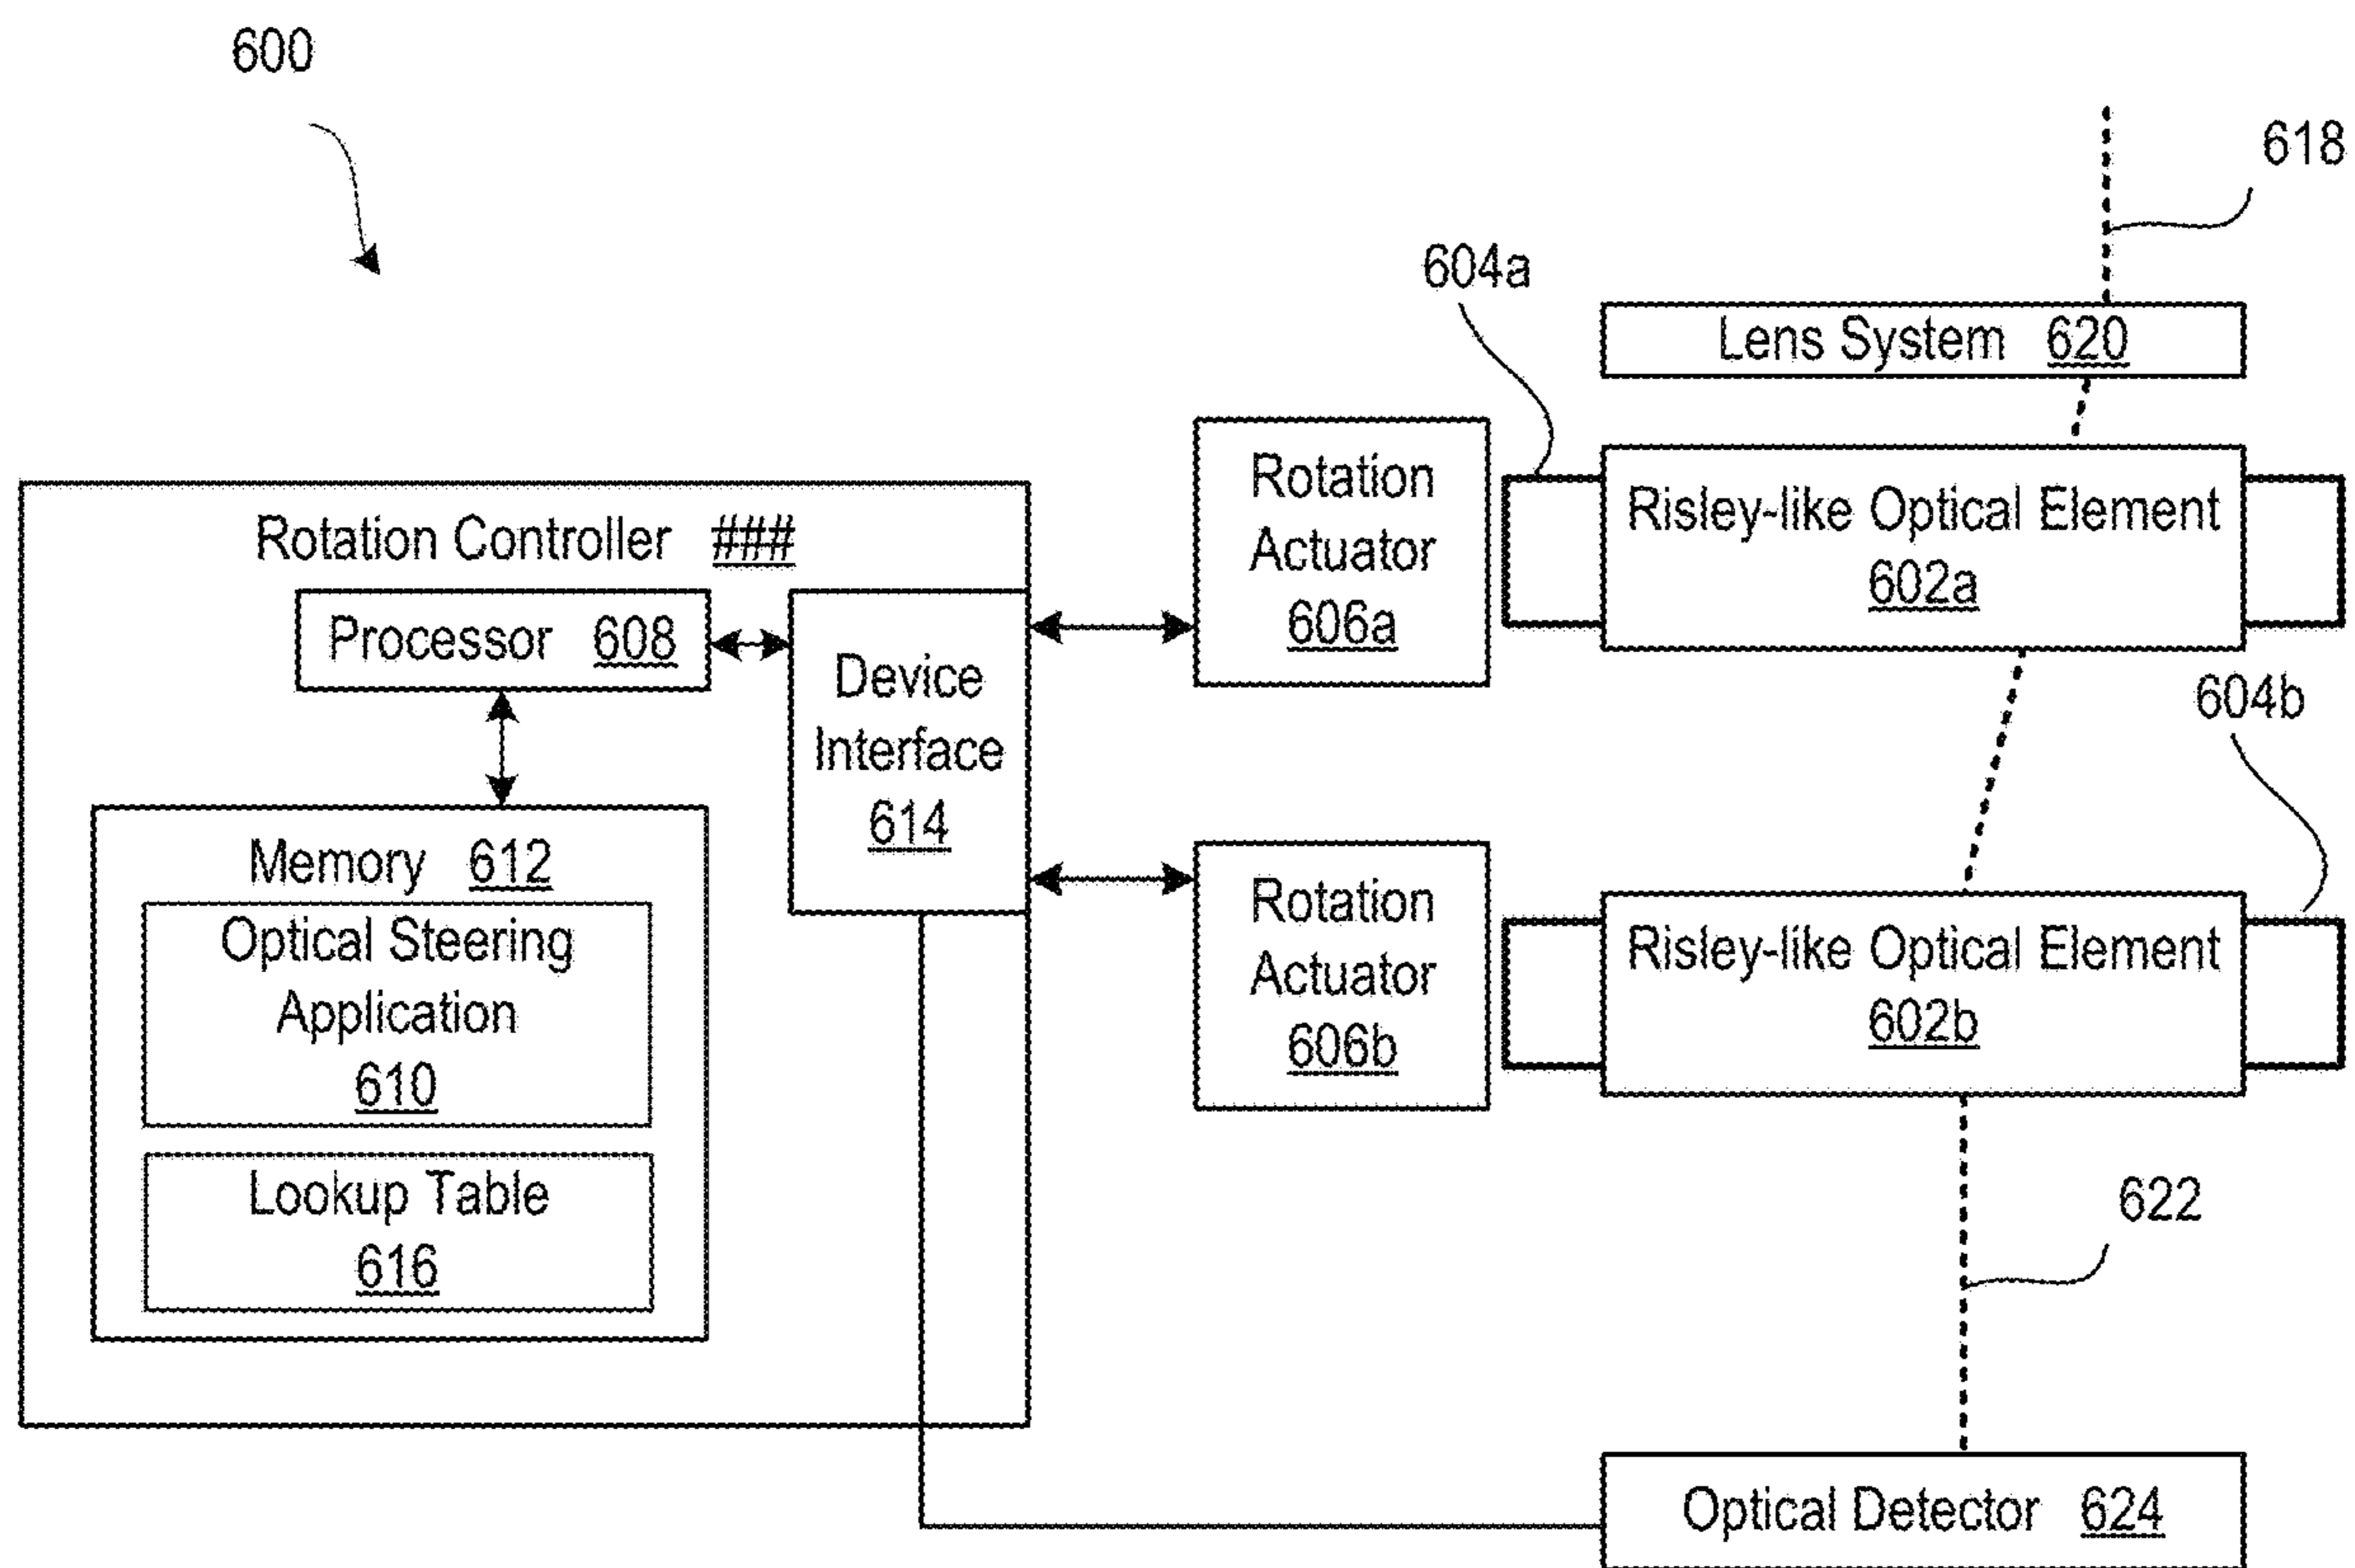 600
618
604a
Lens System 620
Rotation
Actuator
606a
Risley-like Optical Element
602a
Rotation Controller ###
Processor 608
Device
Interface
614
604b
Memory 612
Optical Steering
Application
610
Lookup Table
616
Rotation
Actuator
606b
Risley-like Optical Element
602b
622
Optical Detector 624